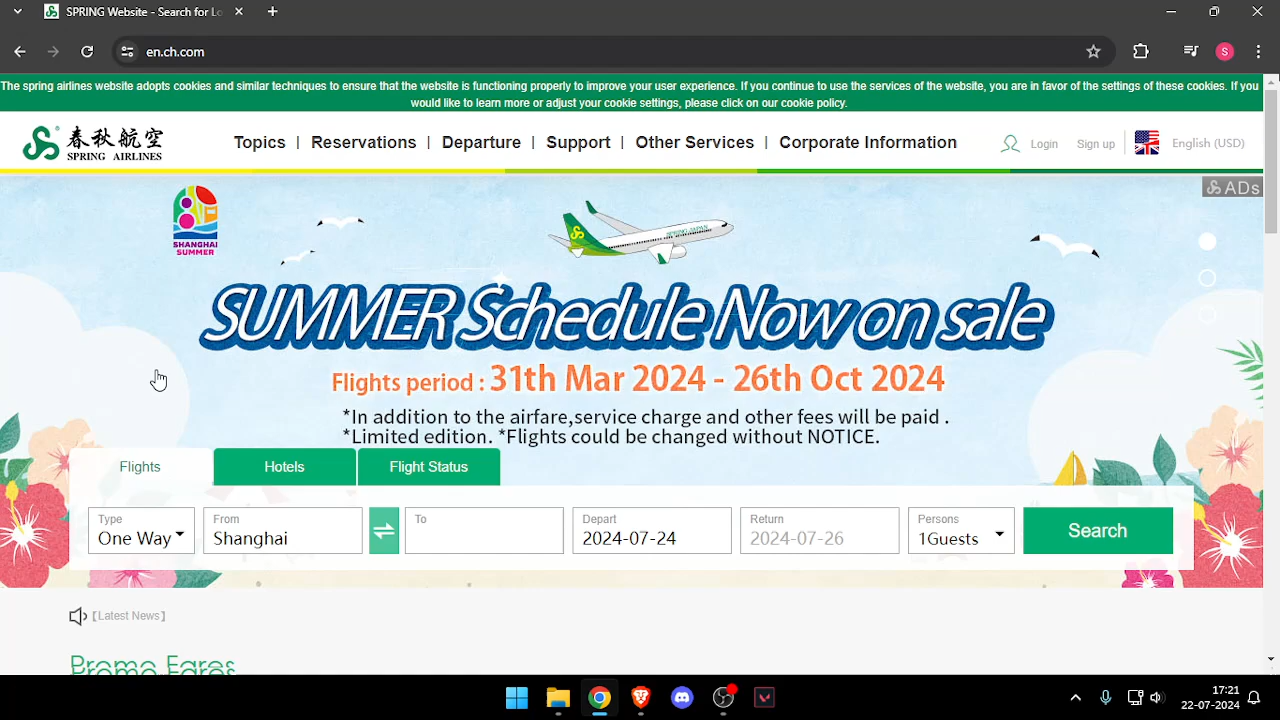 SPRING Website - Search for Lo
en.ch.com
S
The spring airlines website adopts cookies and similar techniques to ensure that the website is functioning properly to improve your user experience. If you continue to use the services of the website, you are in favor of the settings of these cookies. If you
would like to learn more or adjust your cookie settings, please click on our cookie policy.
春秋航空
SPRING AIRLINES
Topics | Reservations | Departure | Support | Other Services | Corporate Information
Login
Sign up
English (USD)
ADs
SHANGHAI
SUMMER
SPRING JAPAN
SUMMER Schedule Now on sale
Flights period : 31th Mar 2024 - 26th Oct 2024
*In addition to the airfare,service charge and other fees will be paid .
*Limited edition. *Flights could be changed without NOTICE.
Flights
Hotels
Flight Status
Type
One Way
From
Shanghai
To
Depart
2024-07-24
Return
2024-07-26
Persons
1Guests
Search
[Latest News]
Promo Fares
17:21
22-07-2024